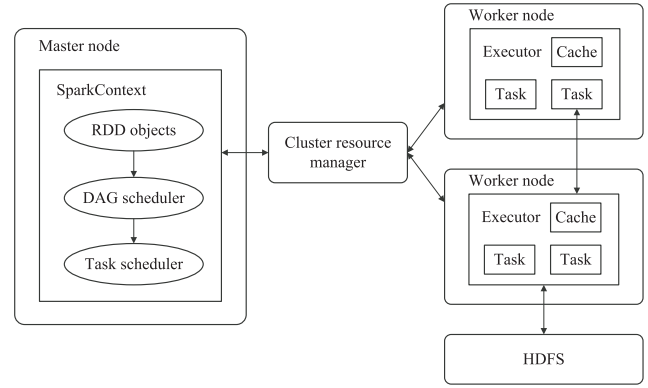 Master node
SparkContext
RDD objects
DAG scheduler
Task scheduler
Cluster resource
manager
Worker node
Executor
Cache
Task
Task
Worker node
Executor
Cache
Task
Task
HDFS